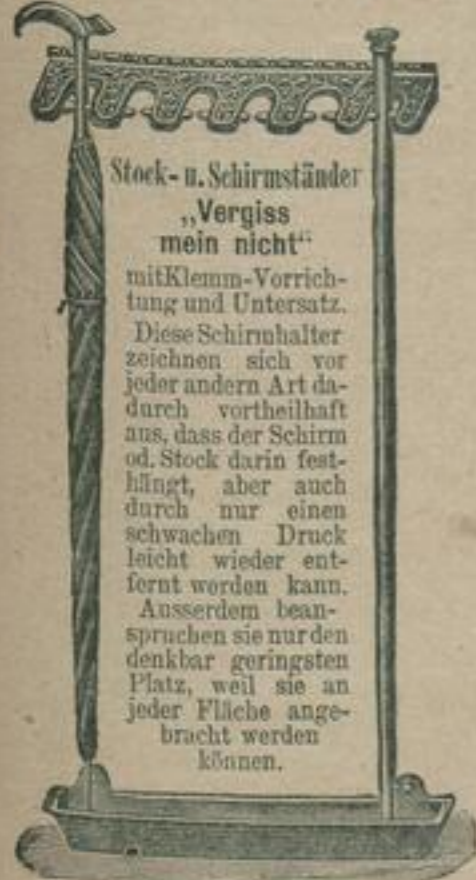 Stock- u. Schirmständer
„Vergiss
mein nicht“
mitKlemm-Vorrich-
tung und Untersatz.
Diese Schirmhalter
zeichnen sich vor
jeder andern Art da-
durch vortheilhaft
aus, dass der Schirm
od. Stock darin fest-
hängt, aber auch
durch nur einen
schwachen Druck
leicht wieder ent-
fernt werden kann.
Ausserdem bean-
spruchen sie nur den
denkbar geringsten
Platz, weil sie an
jeder Fläche ange-
bracht werden
können.